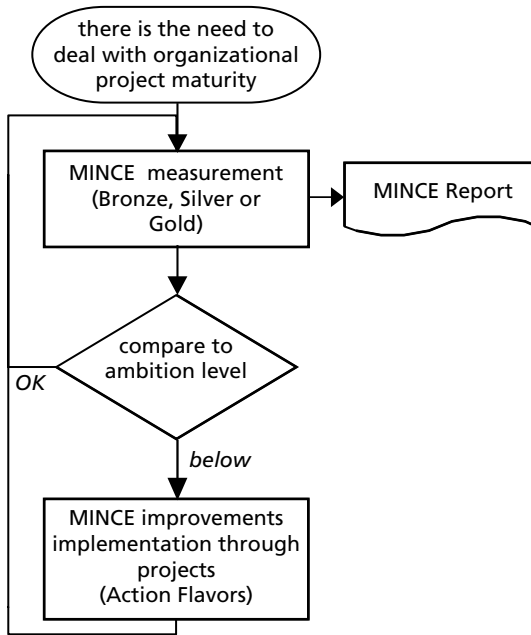 there is the need to
deal with organizational
project maturity
MINCE measurement
(Bronze, Silver or
Gold)
MINCE Report
compare to
ambition level
OK
below
MINCE improvements
implementation through
projects
(Action Flavors)